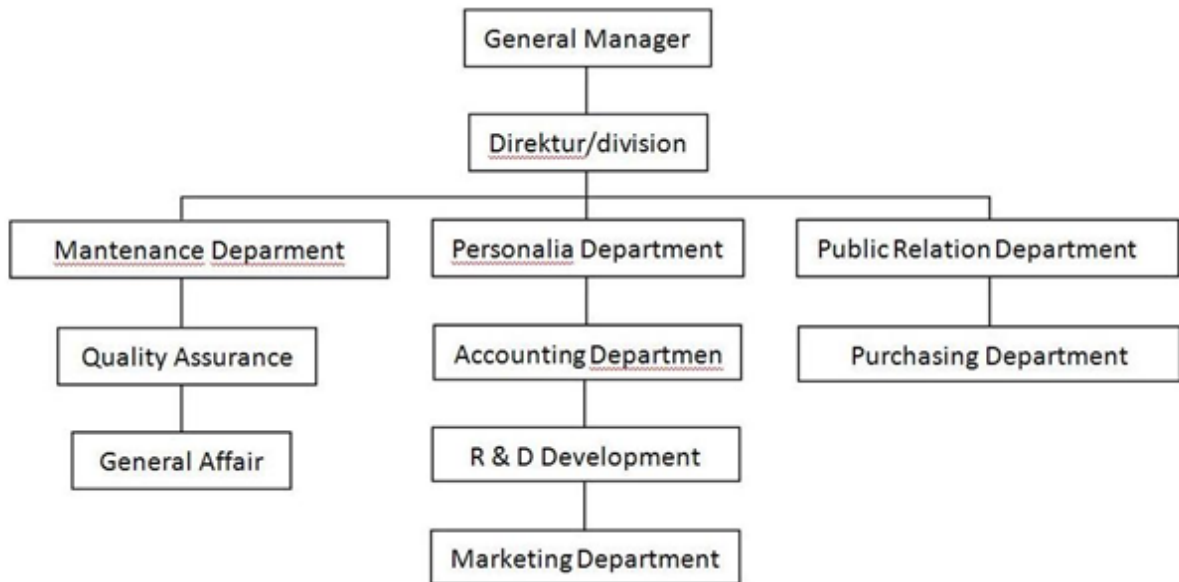 General Manager
Direktur/division
Mantenance Deparment
Personalia Department
Public Relation Department
Quality Assurance
Accounting Departmen
Purchasing Department
General Affair
R & D Development
Marketing Department